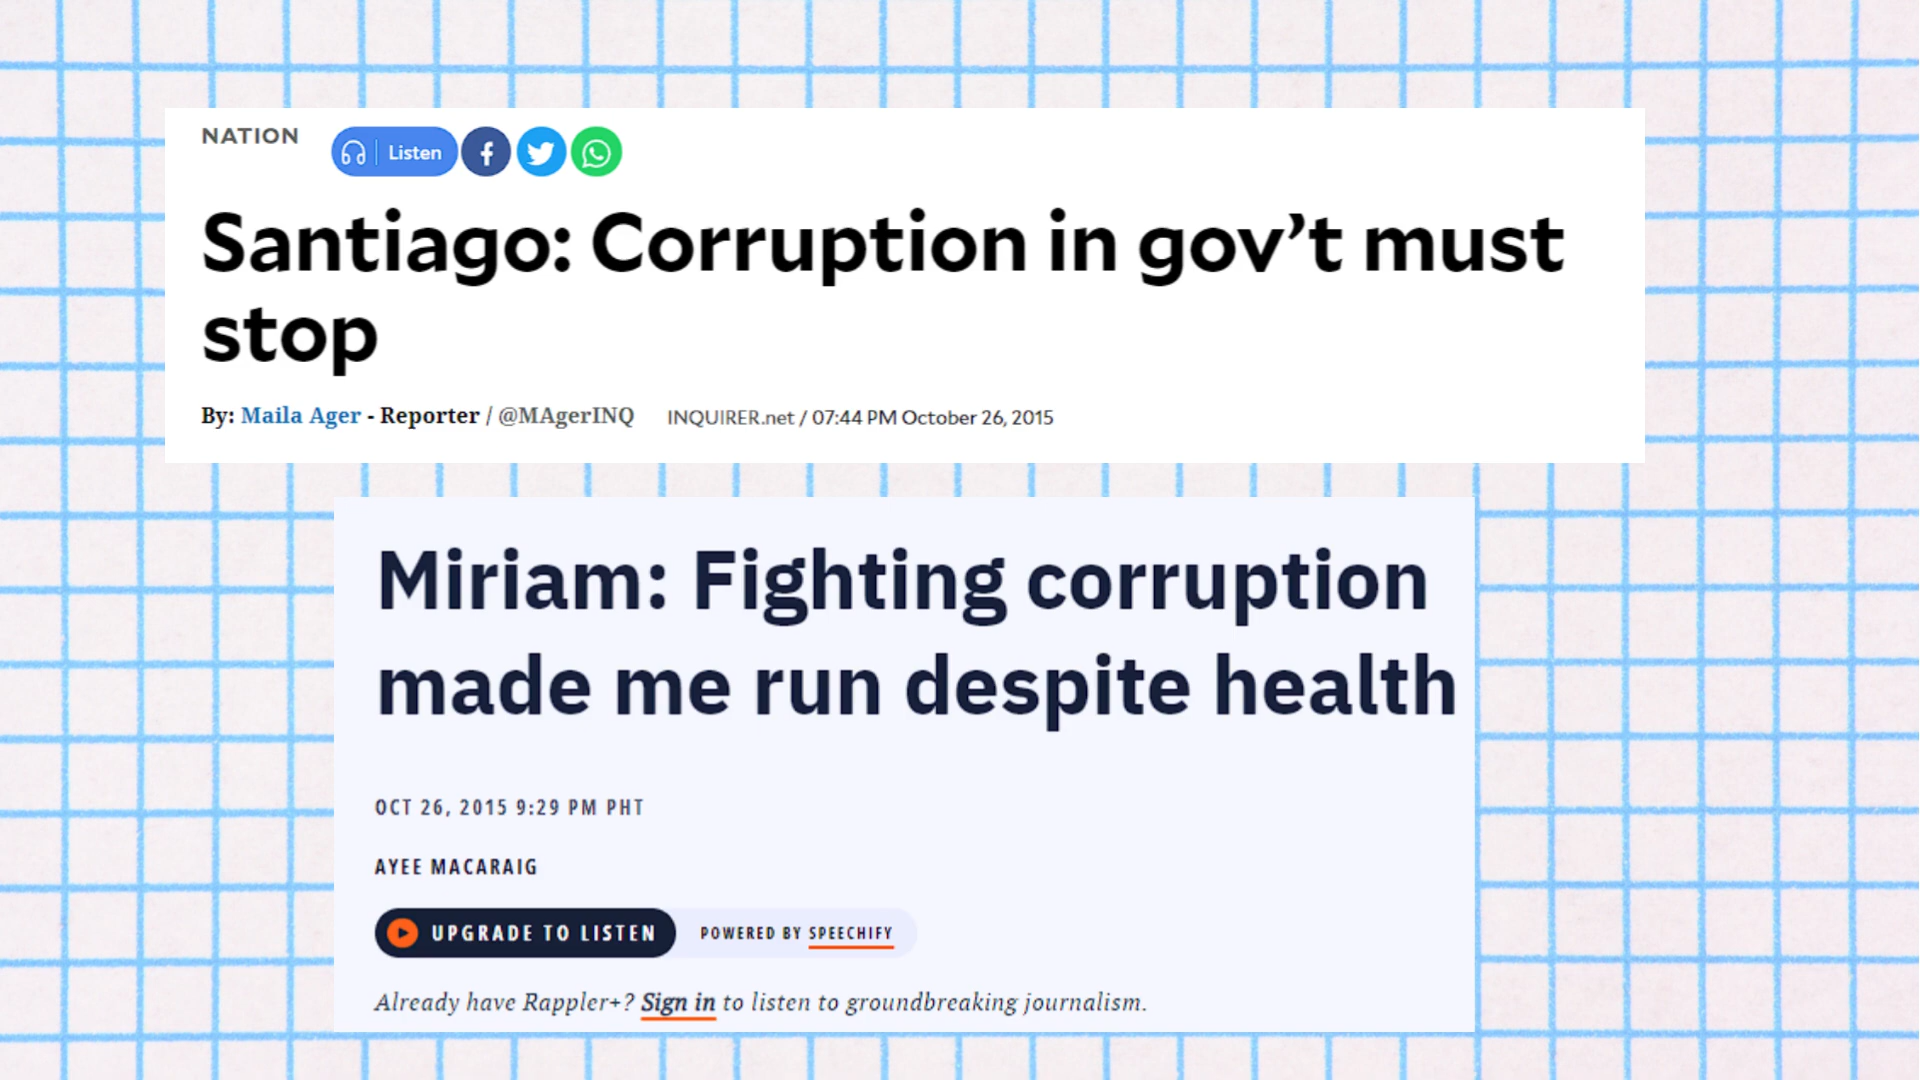 NATION
Listen
Santiago: Corruption in gov’t must
stop
By: Maila Ager - Reporter / @MAgerINQ INQUIRER.net / 07:44 PM October 26, 2015
Miriam: Fighting corruption
made me run despite health
OCT 26, 2015 9:29 PM PHT
AYEE MACARAIG
UPGRADE TO LISTEN POWERED BY SPEECHIFY
Already have Rappler+? Sign in to listen to groundbreaking journalism.